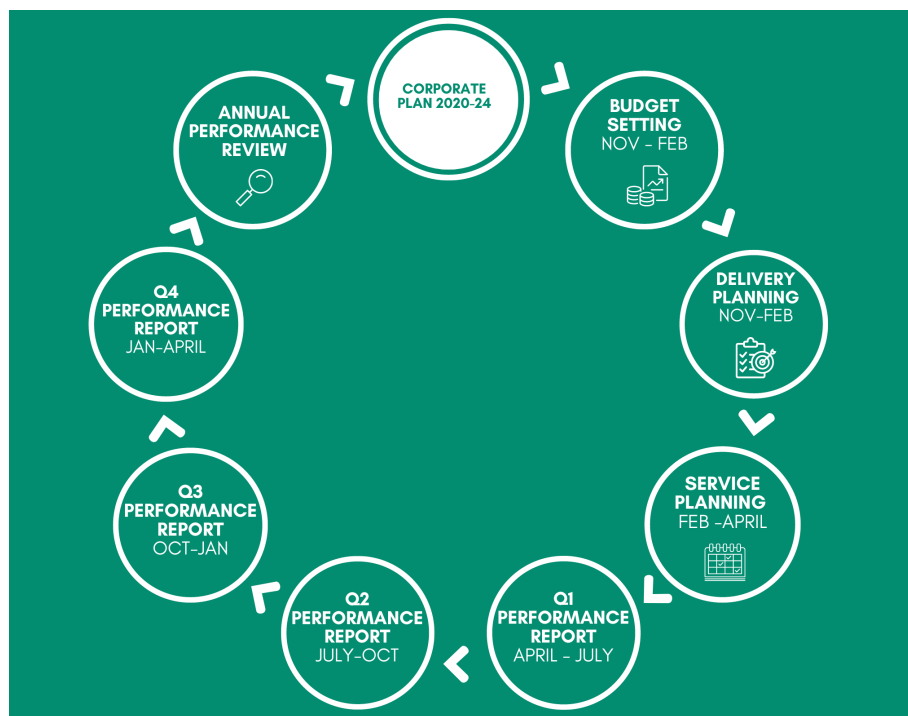 CORPORATE
PLAN 2020-24
BUDGET
SETTING
NOV - FEB
DELIVERY
PLANNING
NOV-FEB
SERVICE
PLANNING
FEB -APRIL
Q1
PERFORMANCE
REPORT
APRIL - JULY
Q2
PERFORMANCE
REPORT
JULY-OCT
Q3
PERFORMANCE
REPORT
OCT-JAN
Q4
PERFORMANCE
REPORT
JAN-APRIL
ANNUAL
PERFORMANCE
REVIEW